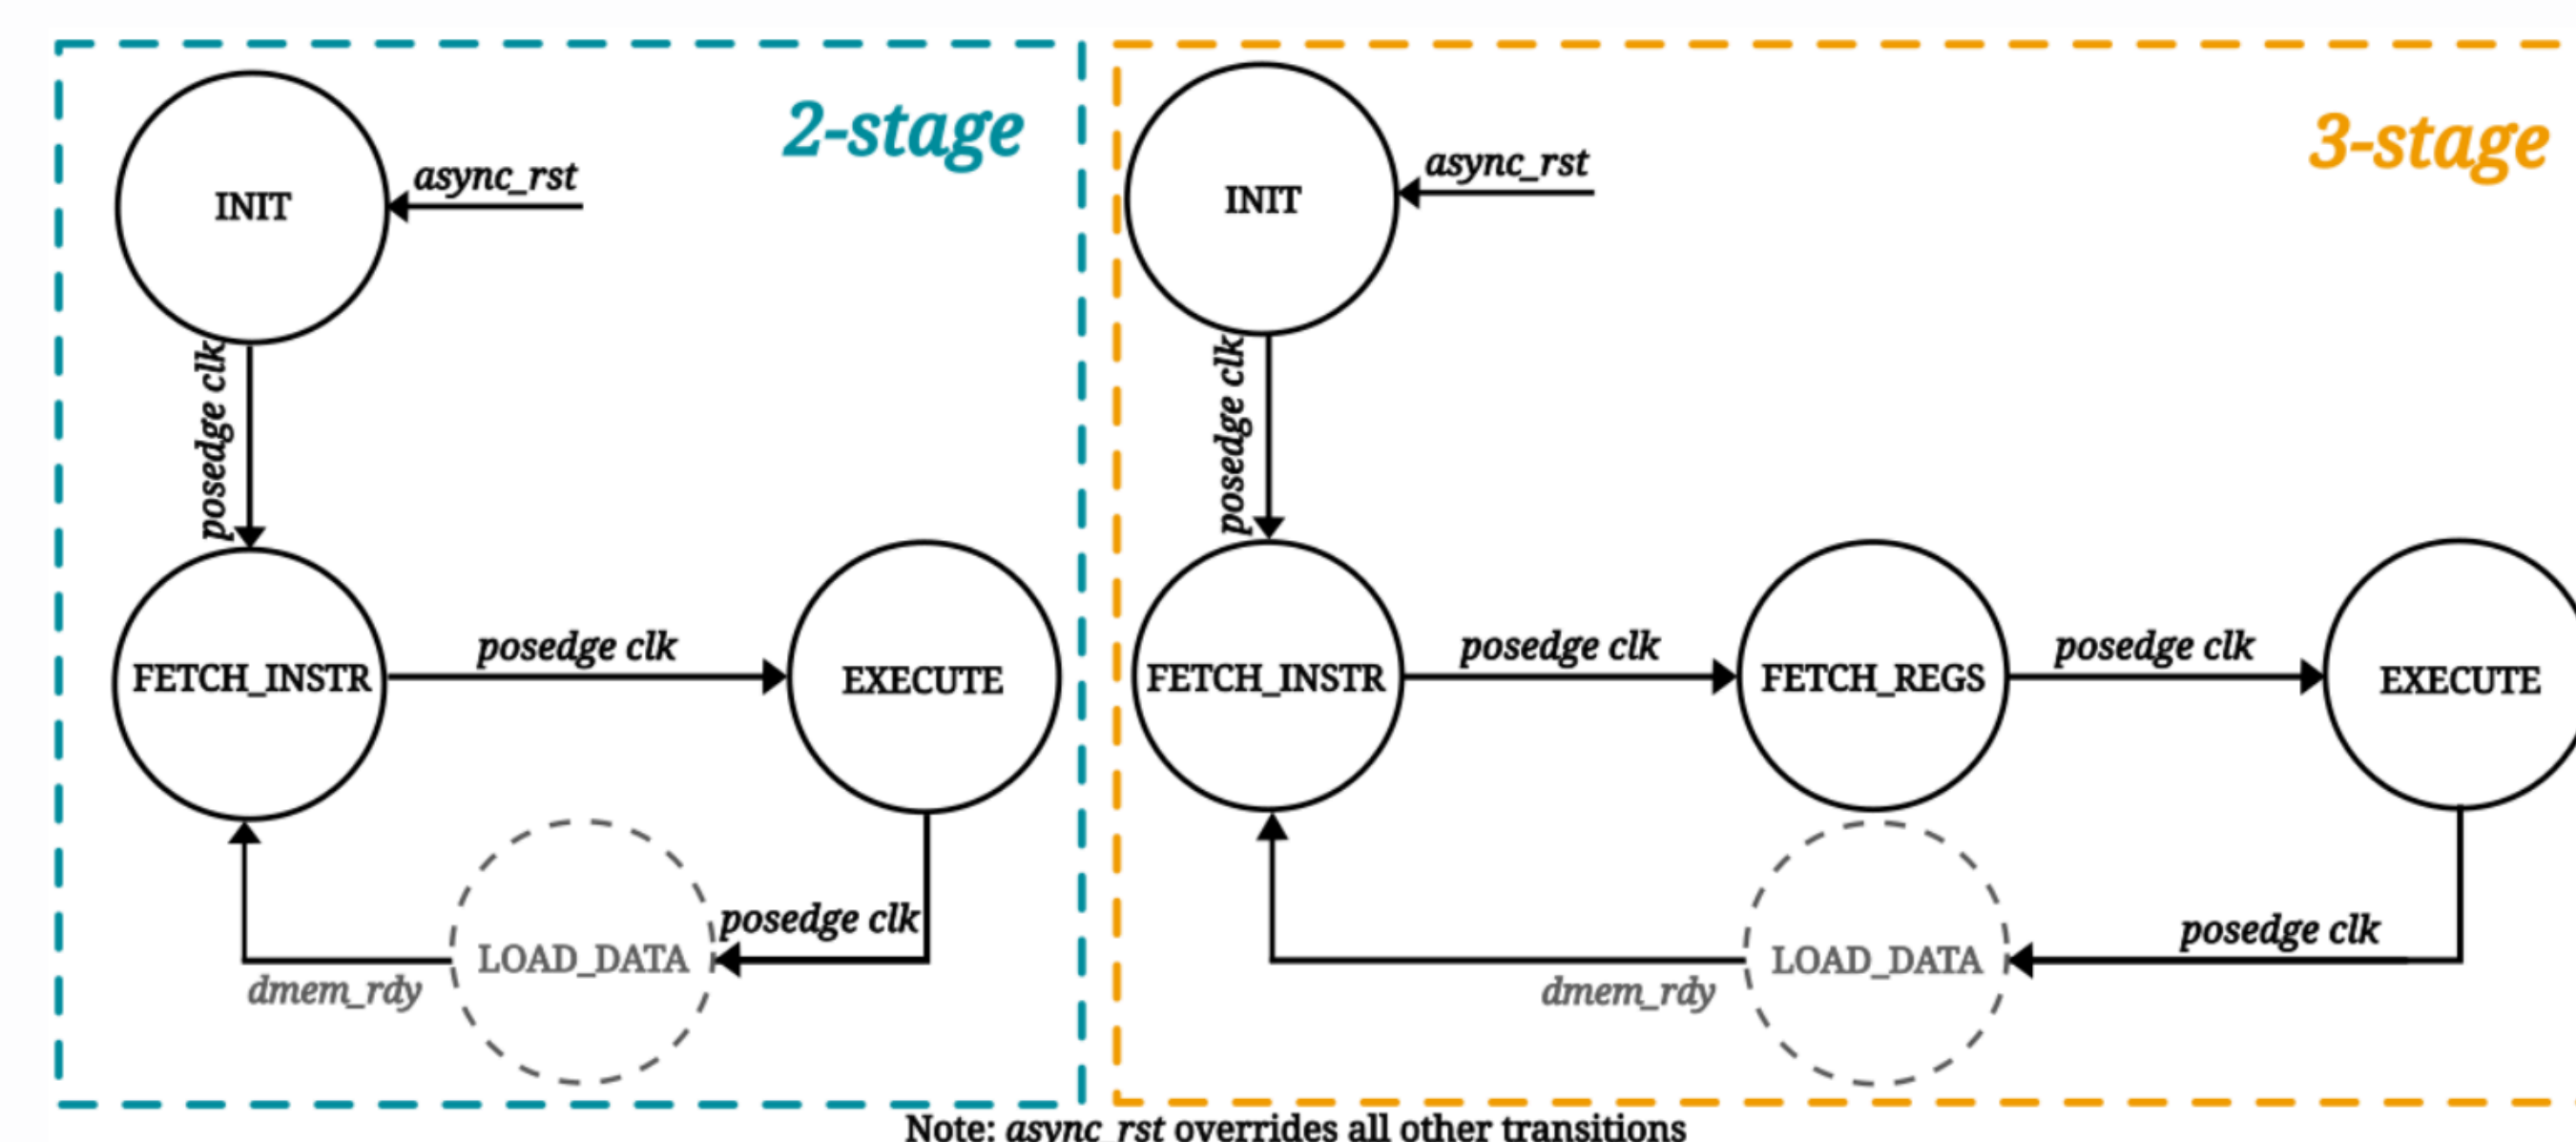 2-stage
async_rst
INIT
posedge clk
FETCH_INSTR
posedge clk
EXECUTE
posedge clk
LOAD_DATA
dmem_rdy
3-stage
async_rst
INIT
posedge clk
FETCH_INSTR
posedge clk
FETCH_REGS
posedge clk
EXECUTE
posedge clk
LOAD_DATA
dmem_rdy
Note: async_rst overrides all other transitions